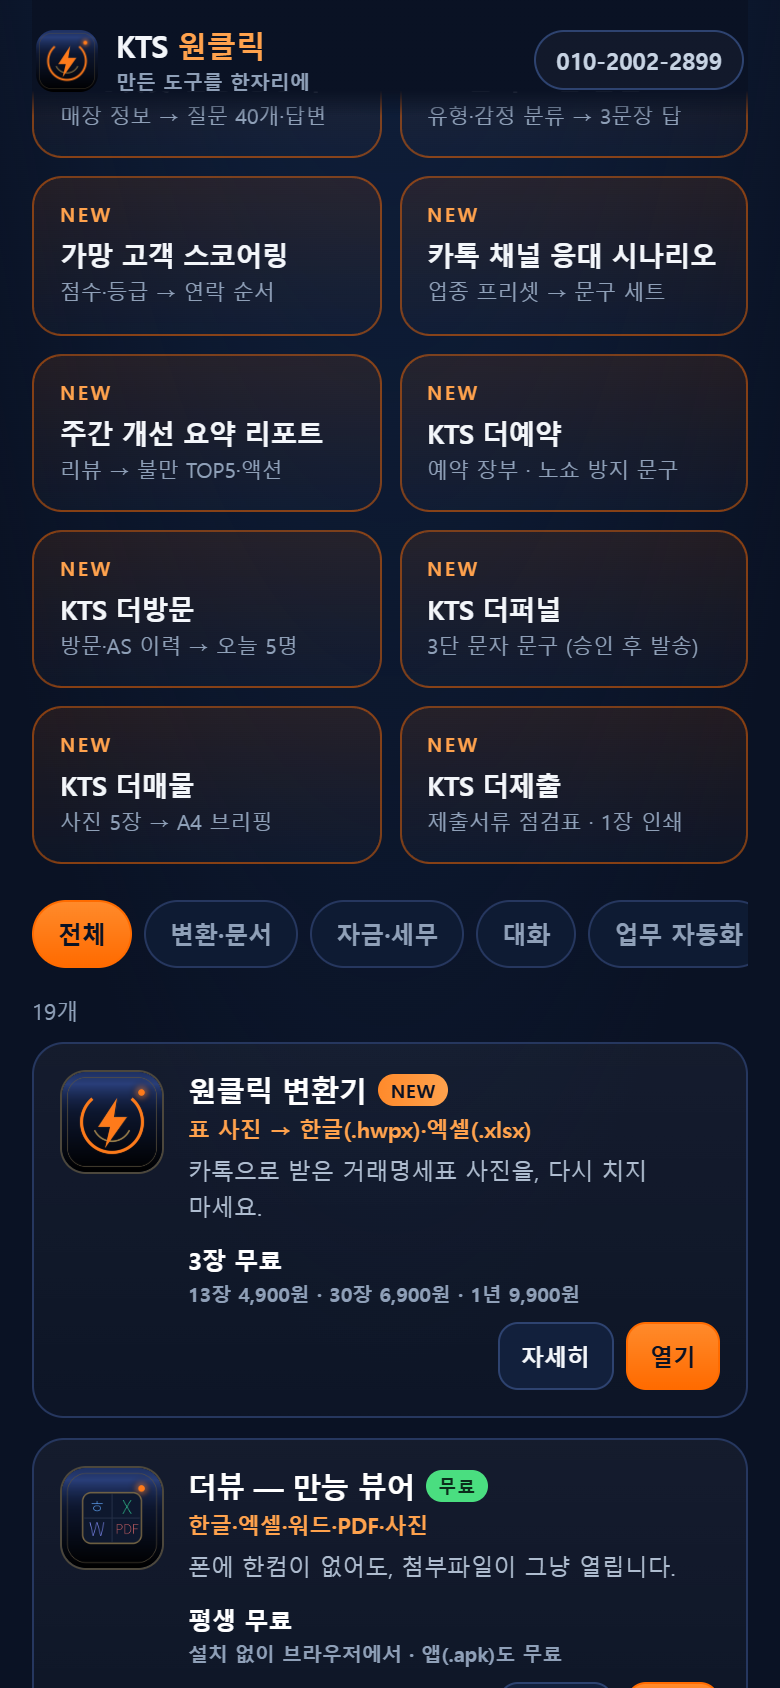 KTS 원클릭
만든 도구를 한자리에
010-2002-2899
매장 정보 → 질문 40개·답변
유형·감정 분류 → 3문장 답
NEW
가망 고객 스코어링
점수·등급 → 연락 순서
NEW
카톡 채널 응대 시나리오
업종 프리셋 → 문구 세트
NEW
주간 개선 요약 리포트
리뷰 → 불만 TOP5·액션
NEW
KTS 더예약
예약 장부 · 노쇼 방지 문구
NEW
KTS 더방문
방문·AS 이력 → 오늘 5명
NEW
KTS 더퍼널
3단 문자 문구 (승인 후 발송)
NEW
KTS 더매물
사진 5장 → A4 브리핑
NEW
KTS 더제출
제출서류 점검표 · 1장 인쇄
전체
변환·문서
자금·세무
대화
업무 자동화
19개
원클릭 변환기 NEW
표 사진 → 한글(.hwpx)·엑셀(.xlsx)
카톡으로 받은 거래명세표 사진을, 다시 치지
마세요.
3장 무료
13장 4,900원 · 30장 6,900원 · 1년 9,900원
자세히
열기
ㅎ X
W PDF
더뷰 — 만능 뷰어 무료
한글·엑셀·워드·PDF·사진
폰에 한컴이 없어도, 첨부파일이 그냥 열립니다.
평생 무료
설치 없이 브라우저에서 · 앱(.apk)도 무료